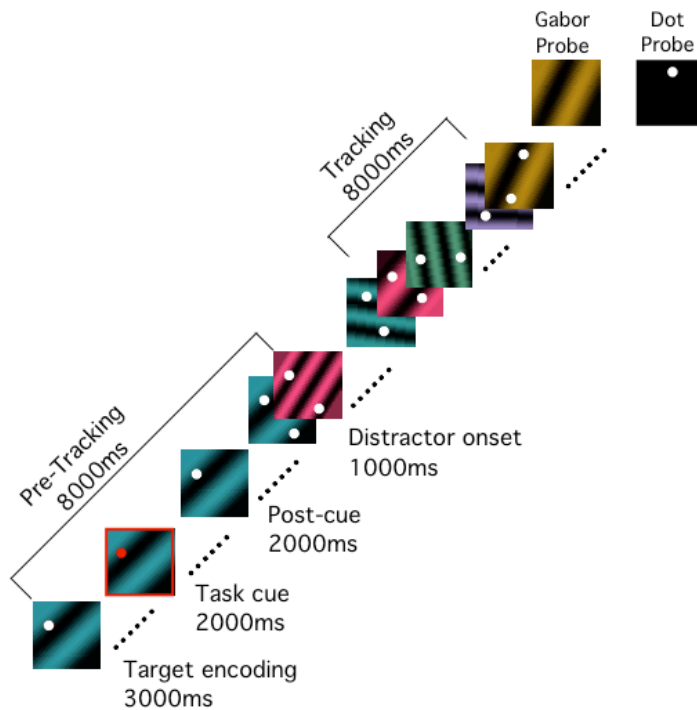 Gabor
Probe
Dot
Probe
Tracking
8000ms
Pre-Tracking
8000ms
Distractor onset
1000ms
Post-cue
2000ms
Task cue
2000ms
Target encoding
3000ms